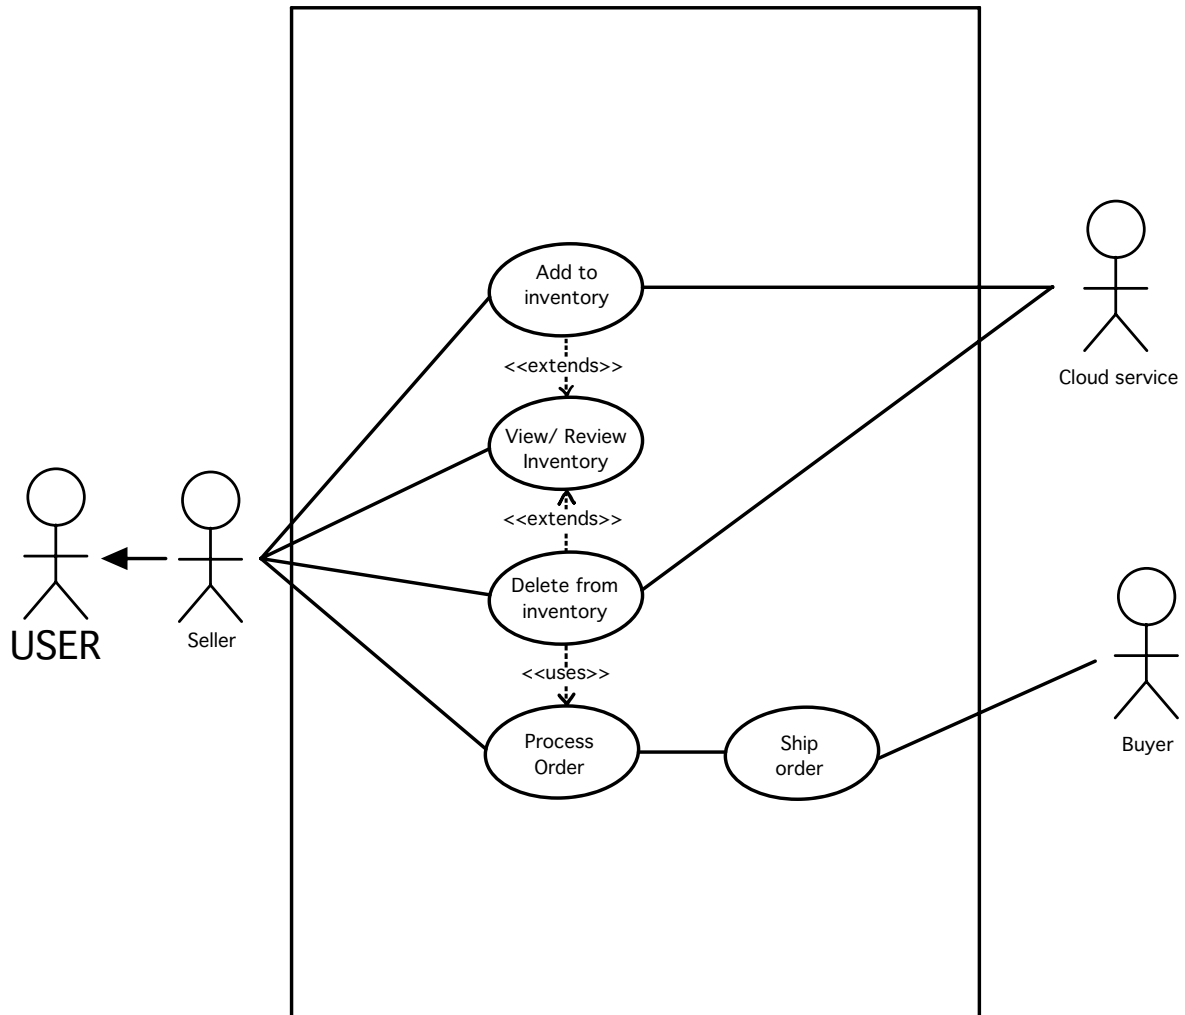 Add to
inventory
<<extends>>
Cloud service
View/ Review
Inventory
<<extends>>
Delete from
inventory
USER
Seller
<<uses>>
Process
Order
Ship
order
Buyer